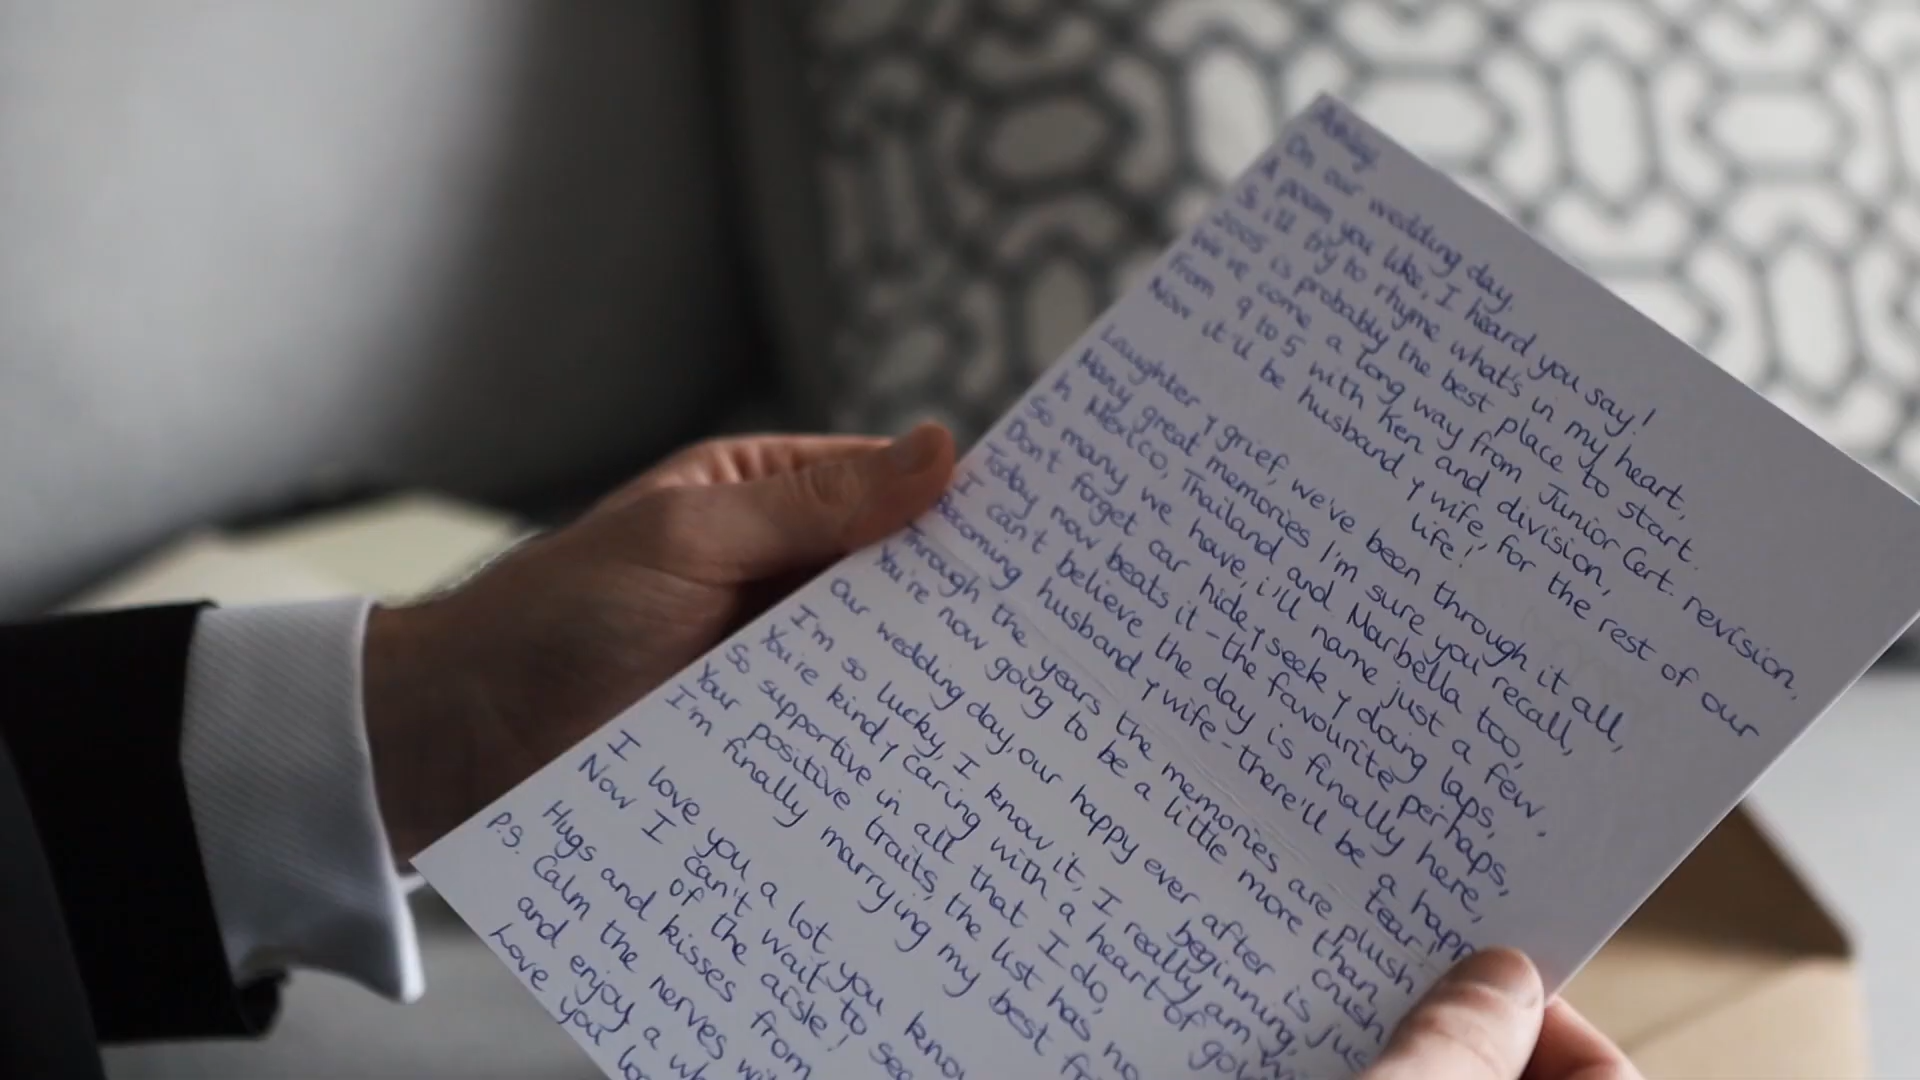 Ashley,
On our wedding day.
A poem you like, I heard you say!
So ill try to rhyme what's in my heart,
2005 is probably the best place to start.
We've come a long way from Junior Cert. revision,
From 9 to 5 with Ken and division,
Now it'll be husband & wife, for the rest of our
life!
Laughter & grief, we've been through it all,
Many great memories I'm sure you recall,
In Mexico, Thailand and Marbella too,
So many we have, i'll name just a few.
Don't forget car hide & seek & doing laps,
Today now beats it - the favourite perhaps,
I can't believe the day is finally here,
Becoming husband & wife - there'll be a happy
tear!
Through the years the memories are plush
You're now going to be a little more than crush
Our wedding day, our happy ever after is just
beginning,
I'm so lucky, I know it, I really am
You're kind & caring with a heart of gold
So supportive in all that I do,
Your positive traits, the list has no
I'm finally marrying my best
I love you a lot, you know
Now I can't wait to see
of the aisle!
Hugs and kisses from
P.S. Calm the nerves
and enjoy a
Love you